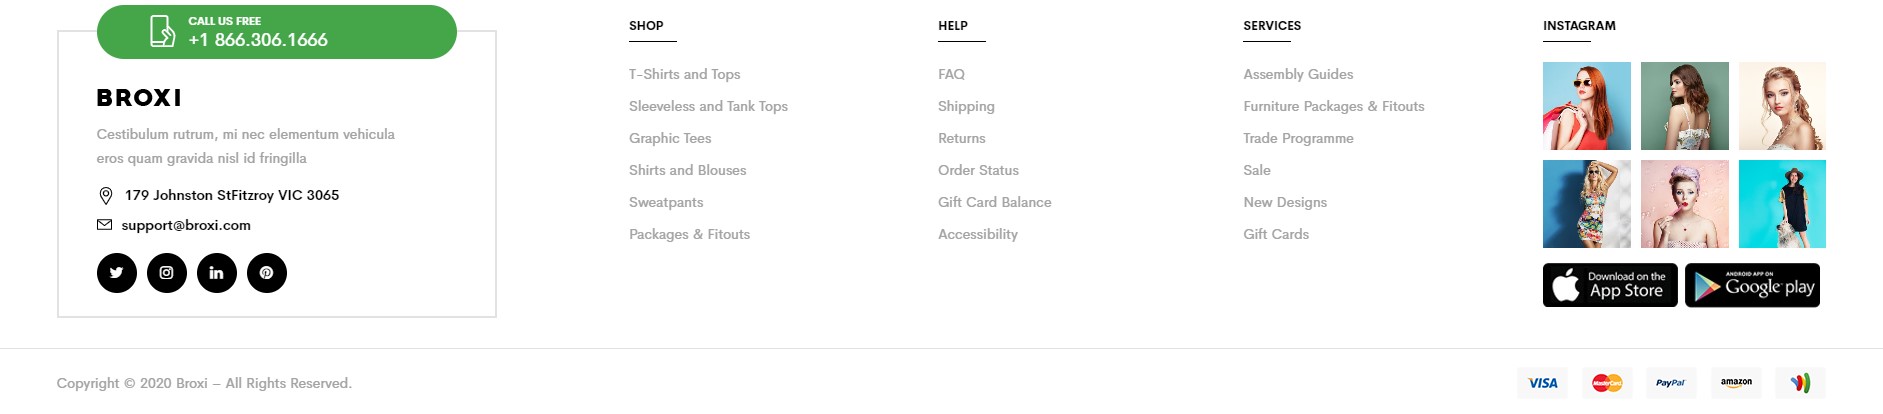 CALL US FREE
+1 866.306.1666
BROXI
Cestibulum rutrum, mi nec elementum vehicula
eros quam gravida nisl id fringilla
179 Johnston StFitzroy VIC 3065
support@broxi.com
SHOP
T-Shirts and Tops
Sleeveless and Tank Tops
Graphic Tees
Shirts and Blouses
Sweatpants
Packages & Fitouts
HELP
FAQ
Shipping
Returns
Order Status
Gift Card Balance
Accessibility
SERVICES
Assembly Guides
Furniture Packages & Fitouts
Trade Programme
Sale
New Designs
Gift Cards
INSTAGRAM
Download on the
App Store
ANDROID APP ON
Google play
Copyright © 2020 Broxi – All Rights Reserved.
VISA
MasterCard
PayPal
amazon